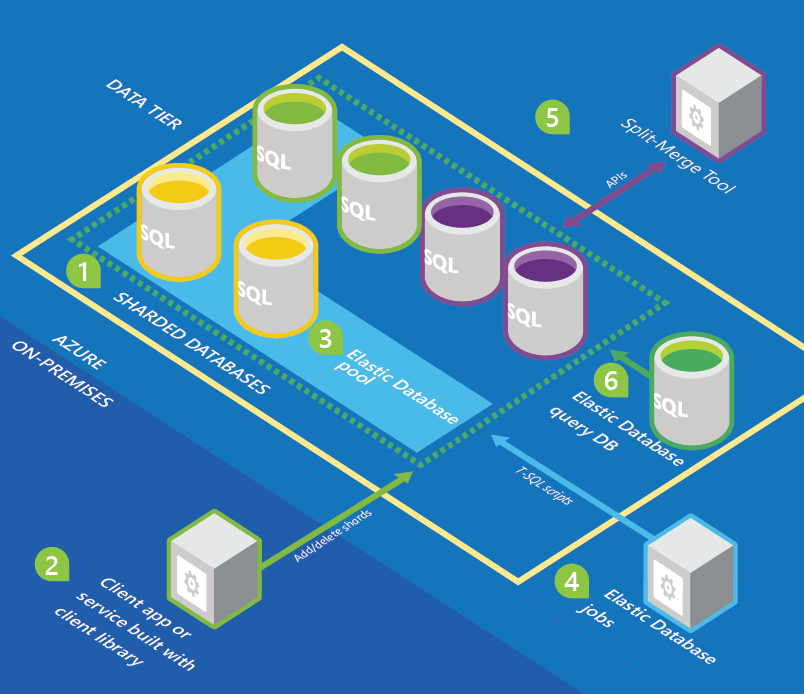 DATA TIER
5
Split-Merge Tool
APIs
SQL
SQL
SQL
SQL
SQL
SQL
1
SHARDED DATABASES
3
Elastic Database
pool
AZURE
ON-PREMISES
6
SQL
Elastic Database
query DB
T-SQL scripts
Add/delete shards
2
Client app or
service built with
client library
4
Elastic Database
jobs